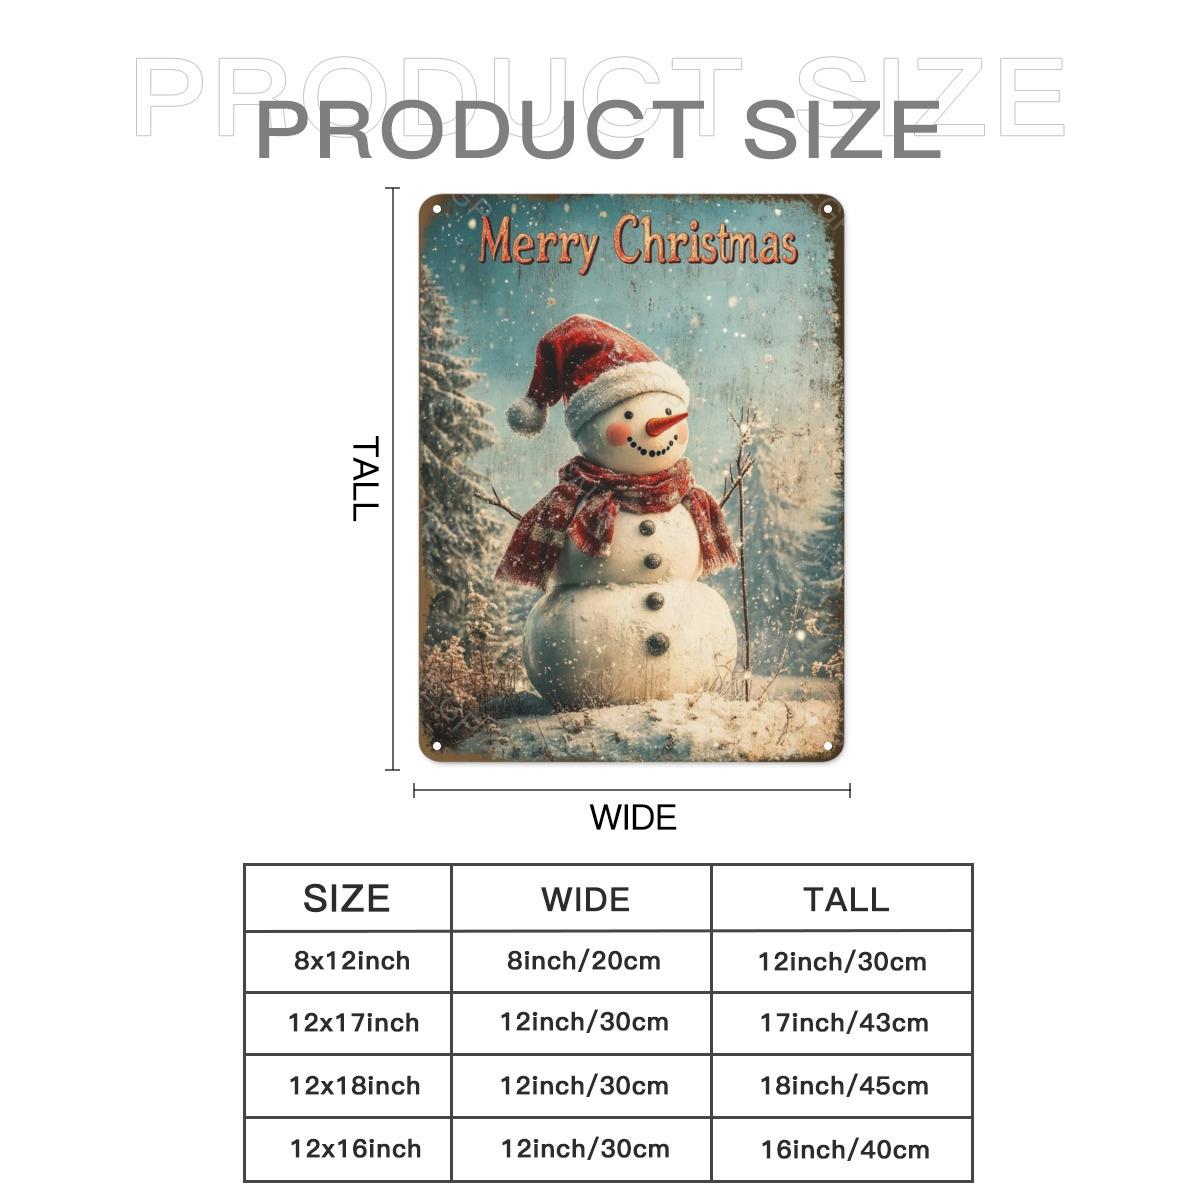 PRODUCT SIZE
PRODUCT SIZE
Merry Christmas
TALL
WIDE
SIZE WIDE TALL
8x12inch 8inch/20cm 12inch/30cm
12x17inch 12inch/30cm 17inch/43cm
12x18inch 12inch/30cm 18inch/45cm
12x16inch 12inch/30cm 16inch/40cm